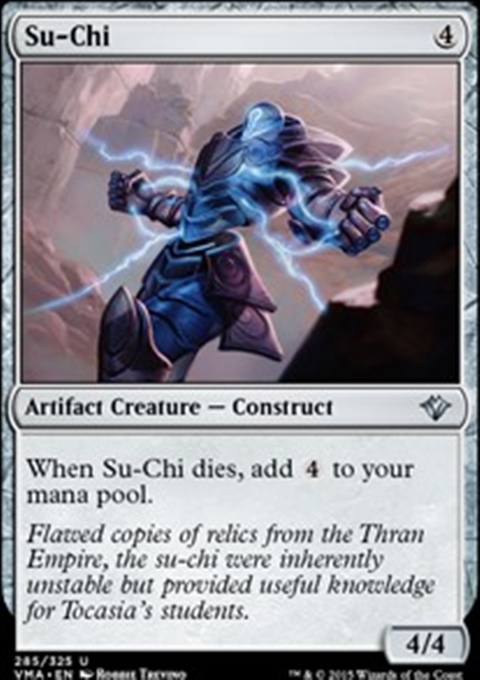 Su-Chi 4
Artifact Creature — Construct
When Su-Chi dies, add 4 to your
mana pool.
Flawed copies of relics from the Thran
Empire, the su-chi were inherently
unstable but provided useful knowledge
for Tocasia's students.
4/4
285/325 U
VMA • EN Robbie Trevino ™ & © 2015 Wizards of the Coast